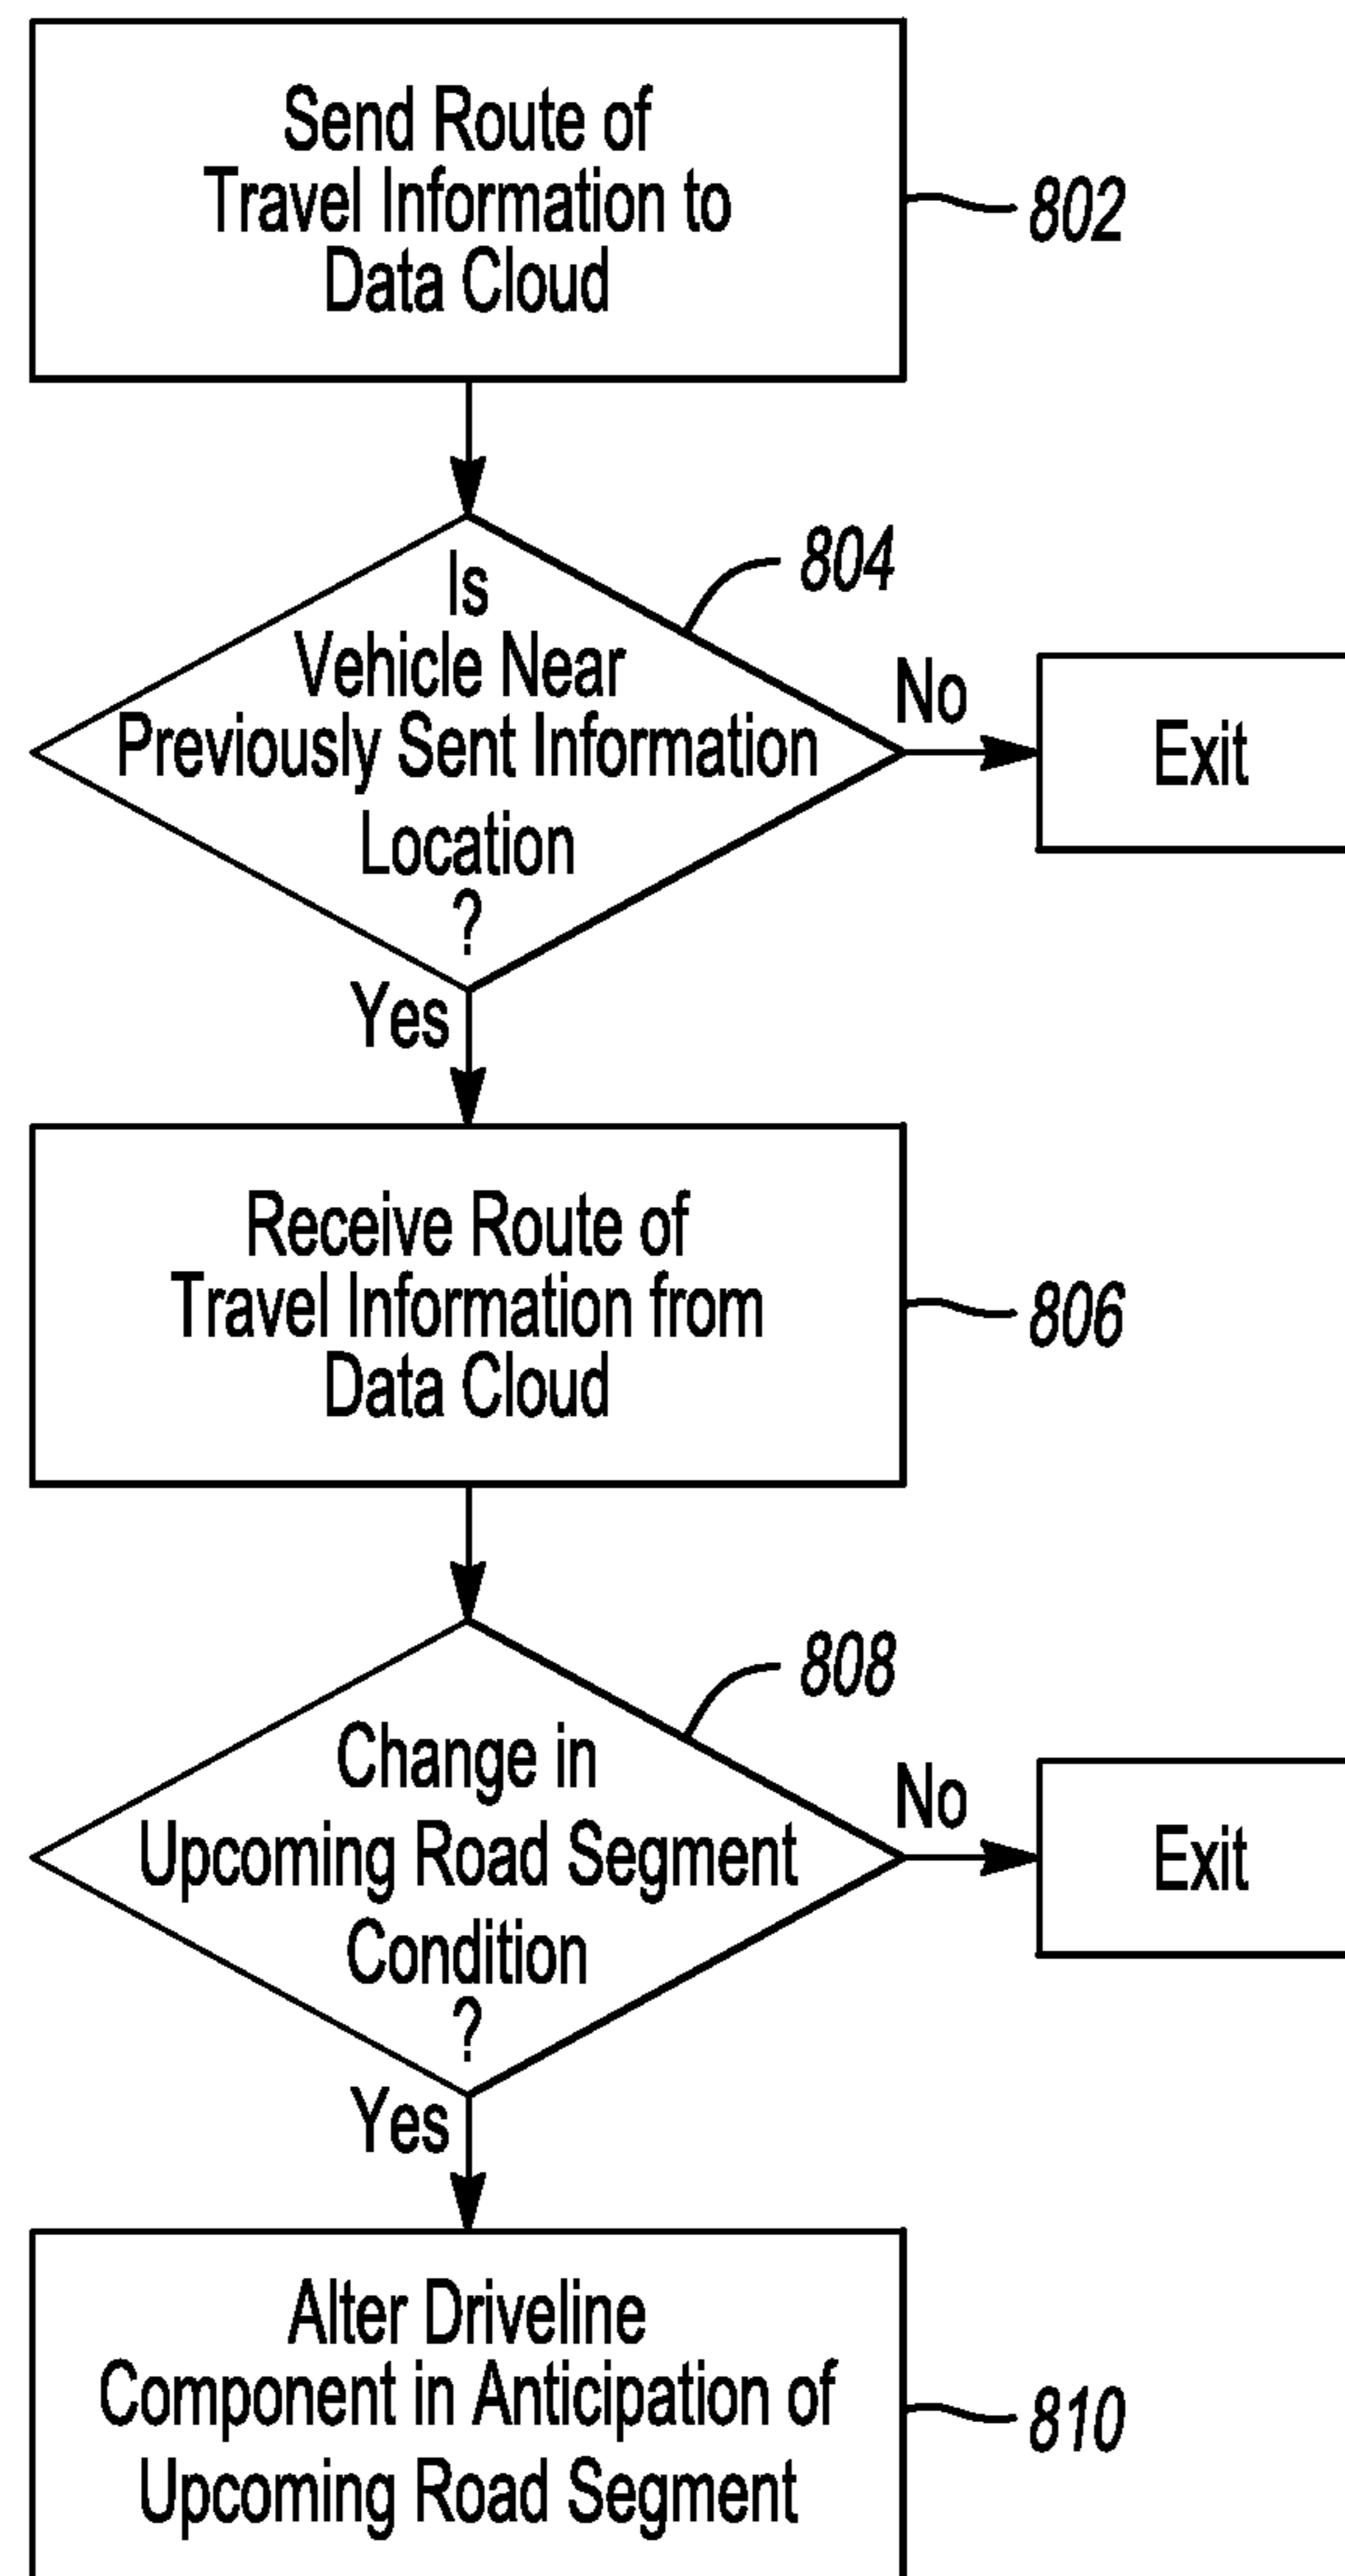 Send Route of
Travel Information to
Data Cloud
802
Is
Vehicle Near
Previously Sent Information
Location
?
804
No
Exit
Yes
Receive Route of
Travel Information from
Data Cloud
806
Change in
Upcoming Road Segment
Condition
?
808
No
Exit
Yes
Alter Driveline
Component in Anticipation of
Upcoming Road Segment
810